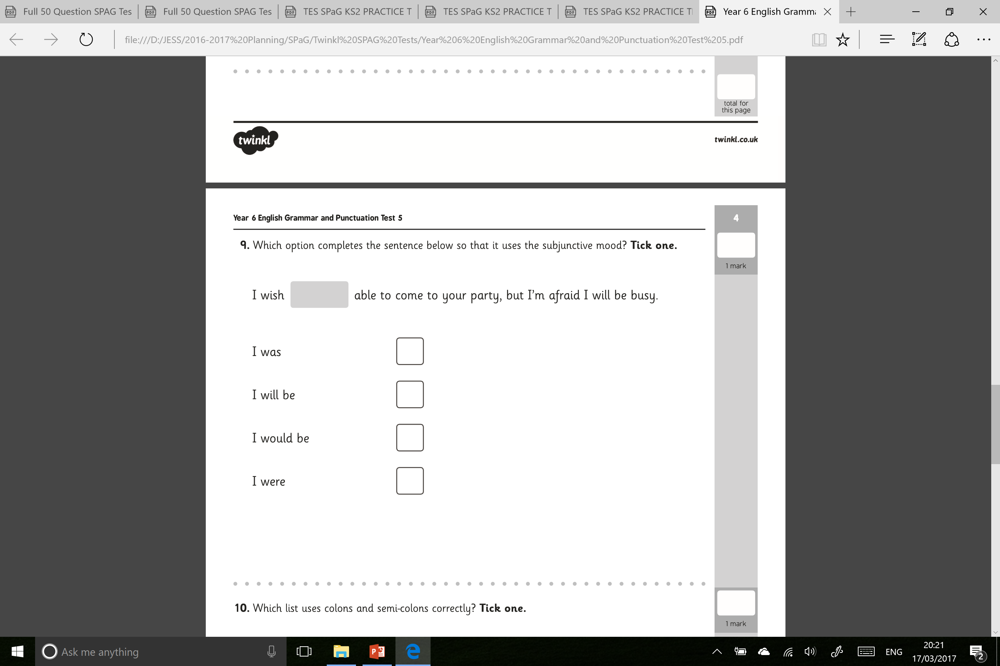 Full 50 Question SPAG Tes
Full 50 Question SPAG Tes
TES SPaG KS2 PRACTICE T
TES SPaG KS2 PRACTICE T
TES SPaG KS2 PRACTICE T
Year 6 English Gramma
file:///D:/JESS/2016-2017%20Planning/SPaG/Twinkl%20SPAG%20Tests/Year%206%20English%20Grammar%20and%20Punctuation%20Test%205.pdf
total for
this page
twinkl
twinkl.co.uk
Year 6 English Grammar and Punctuation Test 5
4
9. Which option completes the sentence below so that it uses the subjunctive mood? Tick one.
1 mark
I wish able to come to your party, but I'm afraid I will be busy.
I was
I will be
I would be
I were
10. Which list uses colons and semi-colons correctly? Tick one.
1 mark
Ask me anything
ENG
20:21
17/03/2017
2